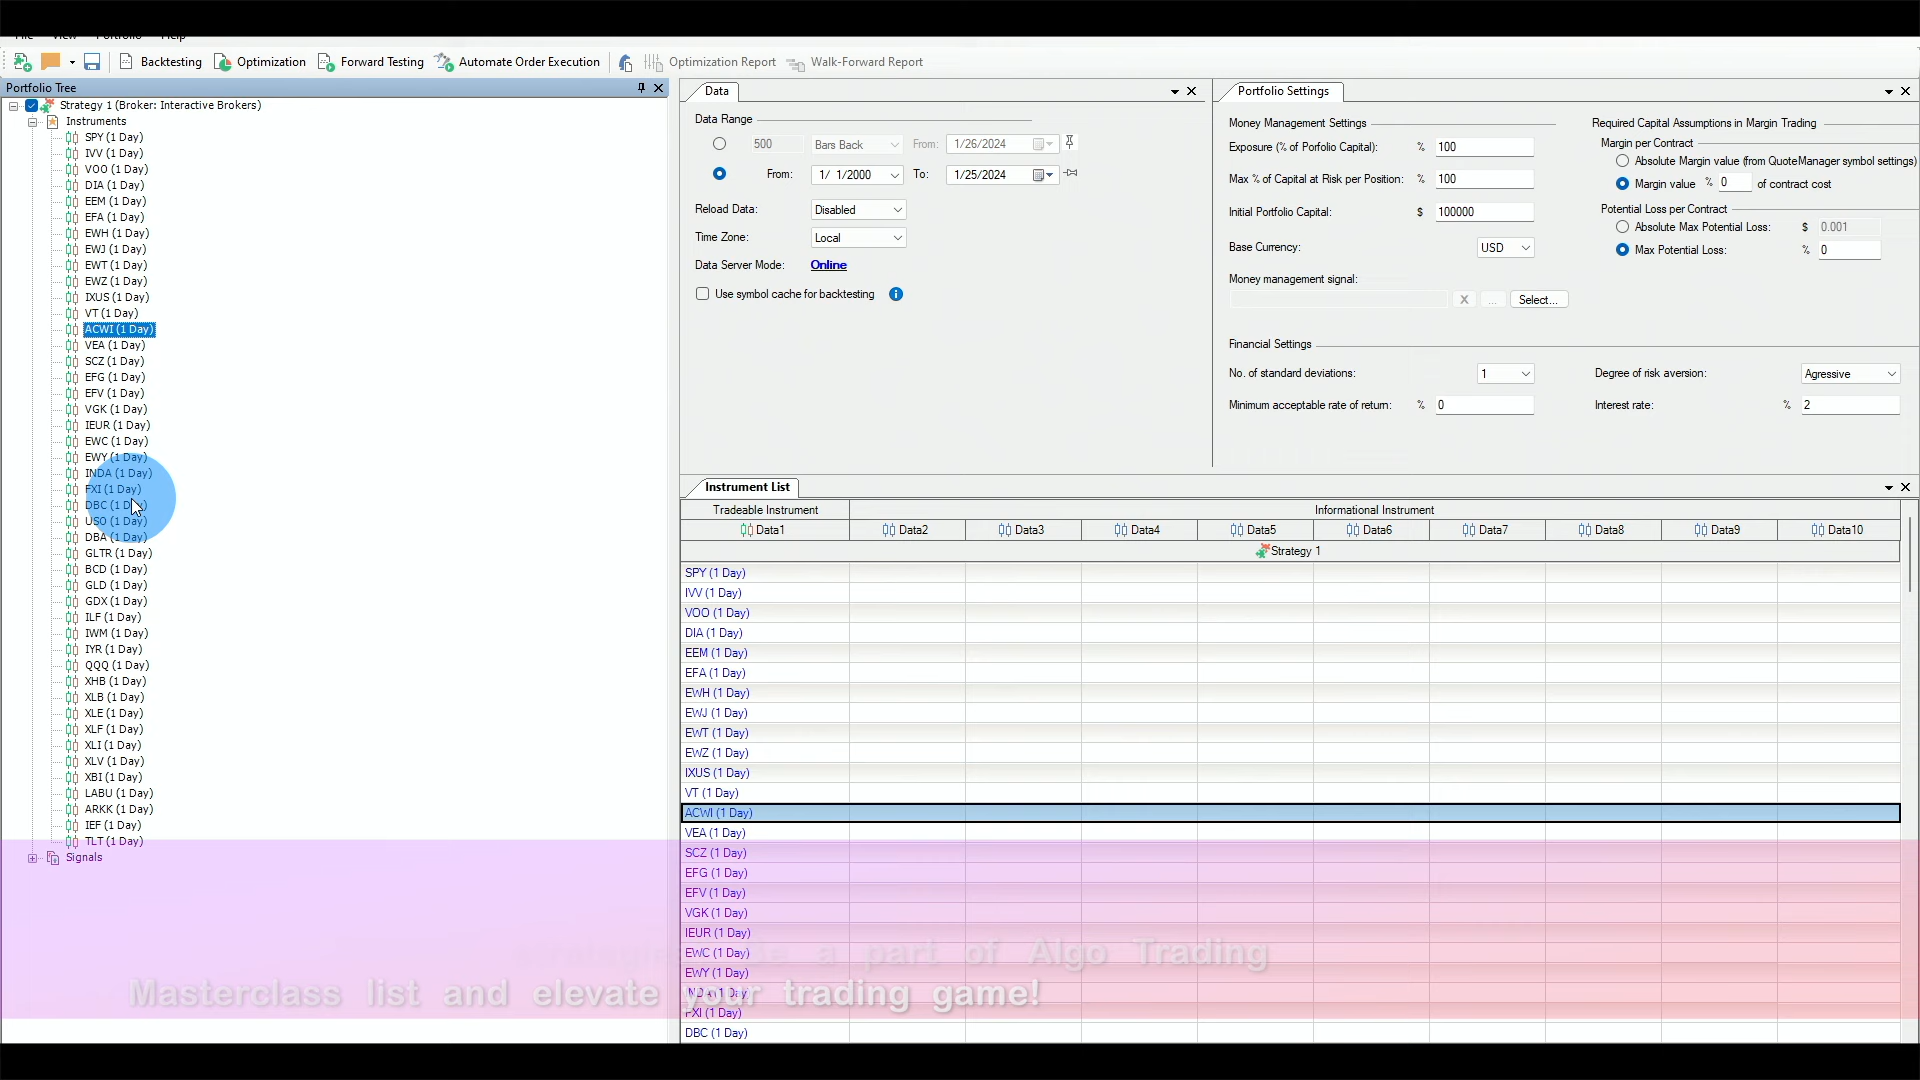 File View Portfolio Help
Backtesting Optimization Forward Testing Automate Order Execution Optimization Report Walk-Forward Report
Portfolio Tree
Strategy 1 (Broker: Interactive Brokers)
Instruments
SPY (1 Day)
IVV (1 Day)
VOO (1 Day)
DIA (1 Day)
EEM (1 Day)
EFA (1 Day)
EWH (1 Day)
EWJ (1 Day)
EWT (1 Day)
EWZ (1 Day)
IXUS (1 Day)
VT (1 Day)
ACWI (1 Day)
VEA (1 Day)
SCZ (1 Day)
EFG (1 Day)
EFV (1 Day)
VGK (1 Day)
IEUR (1 Day)
EWC (1 Day)
EWY (1 Day)
INDA (1 Day)
FXI (1 Day)
DBC (1 Day)
USO (1 Day)
DBA (1 Day)
GLTR (1 Day)
BCD (1 Day)
GLD (1 Day)
GDX (1 Day)
ILF (1 Day)
IWM (1 Day)
IYR (1 Day)
QQQ (1 Day)
XHB (1 Day)
XLB (1 Day)
XLE (1 Day)
XLF (1 Day)
XLI (1 Day)
XLV (1 Day)
XBI (1 Day)
LABU (1 Day)
ARKK (1 Day)
IEF (1 Day)
TLT (1 Day)
Signals
Data
Data Range
500 Bars Back From: 1/26/2024
From: 1/ 1/2000 To: 1/25/2024
Reload Data: Disabled
Time Zone: Local
Data Server Mode: Online
Use symbol cache for backtesting
Portfolio Settings
Money Management Settings
Exposure (% of Porfolio Capital): % 100
Max % of Capital at Risk per Position: % 100
Initial Portfolio Capital: $ 100000
Base Currency: USD
Money management signal:
X ... Select...
Required Capital Assumptions in Margin Trading
Margin per Contract
Absolute Margin value (from QuoteManager symbol settings)
Margin value % 0 of contract cost
Potential Loss per Contract
Absolute Max Potential Loss: $ 0.001
Max Potential Loss: % 0
Financial Settings
No. of standard deviations: 1 Degree of risk aversion: Agressive
Minimum acceptable rate of return: % 0 Interest rate: % 2
Instrument List
Tradeable Instrument Informational Instrument
Data1 Data2 Data3 Data4 Data5 Data6 Data7 Data8 Data9 Data10
Strategy 1
SPY (1 Day)
IVV (1 Day)
VOO (1 Day)
DIA (1 Day)
EEM (1 Day)
EFA (1 Day)
EWH (1 Day)
EWJ (1 Day)
EWT (1 Day)
EWZ (1 Day)
IXUS (1 Day)
VT (1 Day)
ACWI (1 Day)
VEA (1 Day)
SCZ (1 Day)
EFG (1 Day)
EFV (1 Day)
VGK (1 Day)
IEUR (1 Day)
EWC (1 Day)
EWY (1 Day)
INDA (1 Day)
FXI (1 Day)
DBC (1 Day)
a part of Algo Trading
Masterclass list and elevate your trading game!